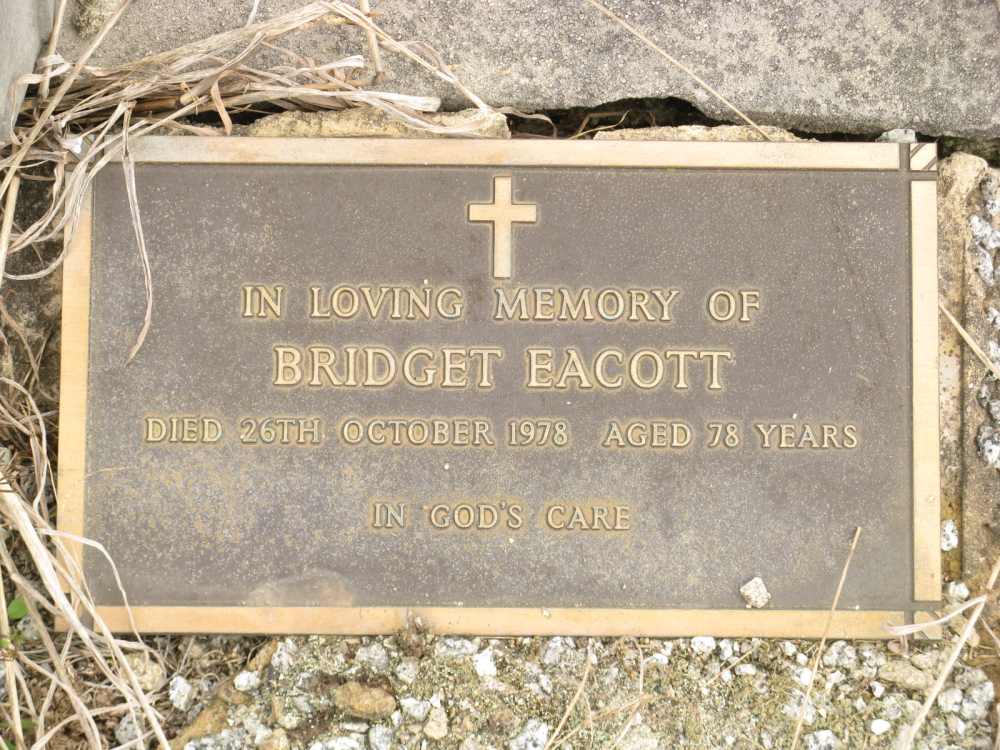 IN LOVING MEMORY OF
BRIDGET EACOTT
DIED 26TH OCTOBER 1978 AGED 78 YEARS
IN GOD'S CARE